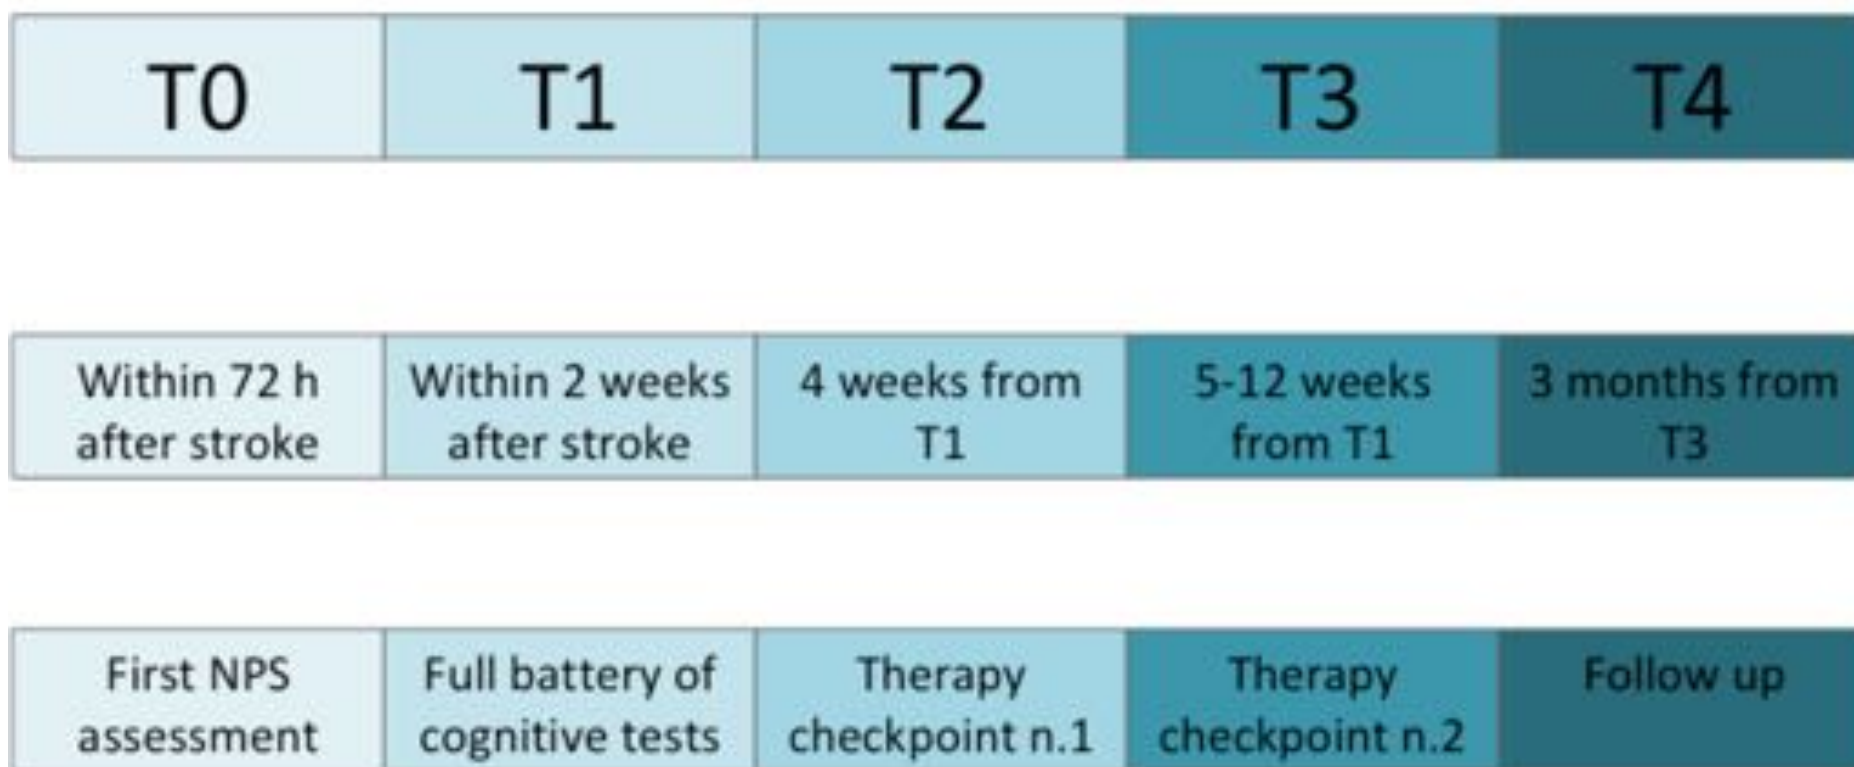 T0 T1 T2 T3 T4
Within 72 h Within 2 weeks 4 weeks from 5-12 weeks 3 months from
after stroke after stroke T1 from T1 T3
First NPS Full battery of Therapy Therapy Follow up
assessment cognitive tests checkpoint n.1 checkpoint n.2